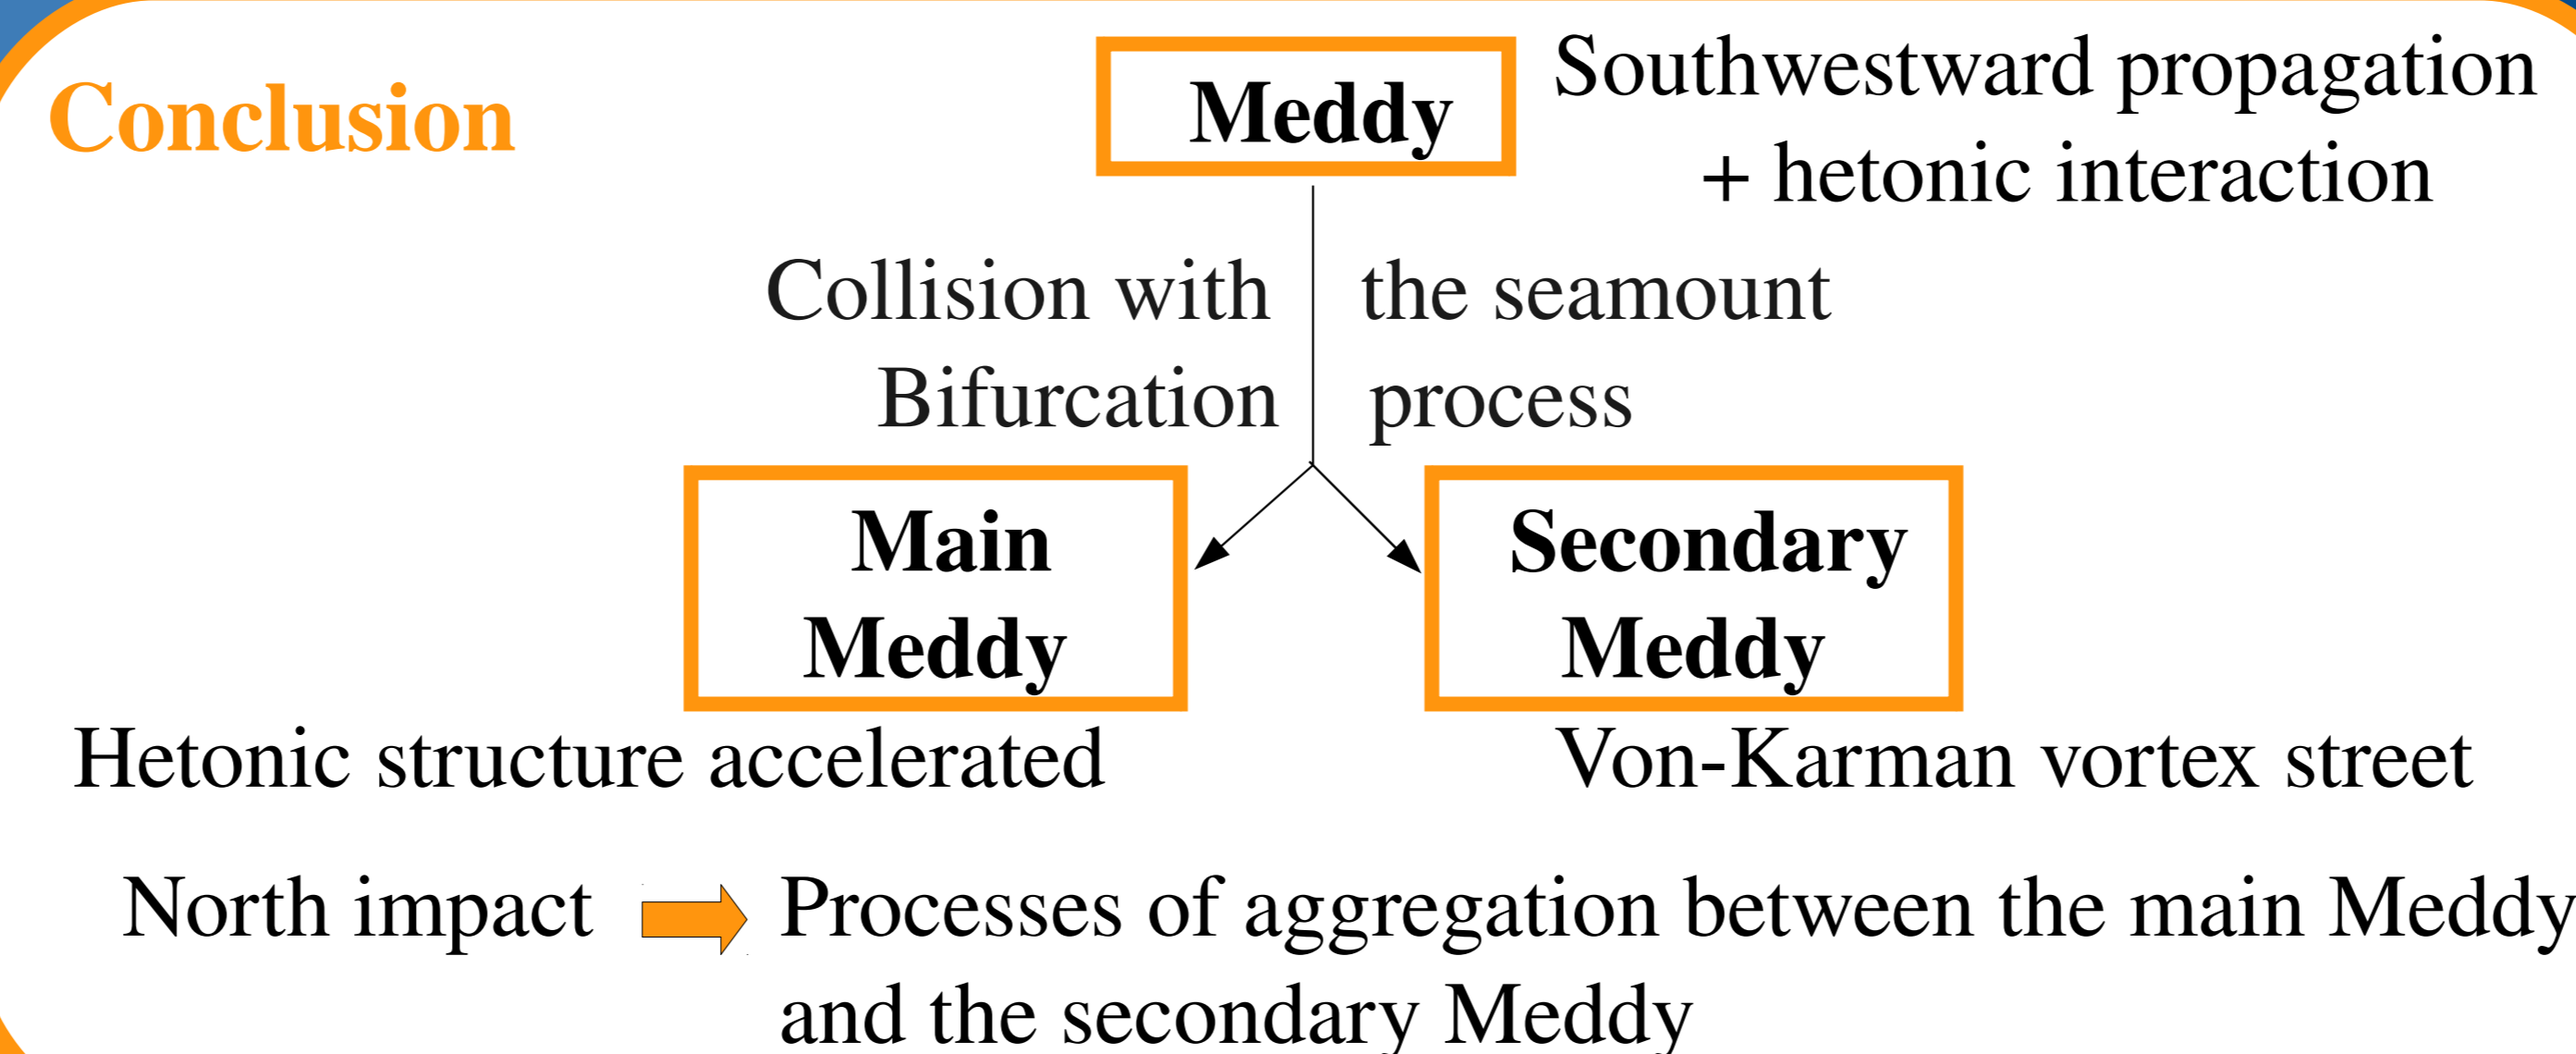 Conclusion
Meddy
Southwestward propagation
+ hetonic interaction
Collision with the seamount
Bifurcation process
Main
Meddy
Secondary
Meddy
Hetonic structure accelerated
Von-Karman vortex street
North impact
Processes of aggregation between the main Meddy
and the secondary Meddy